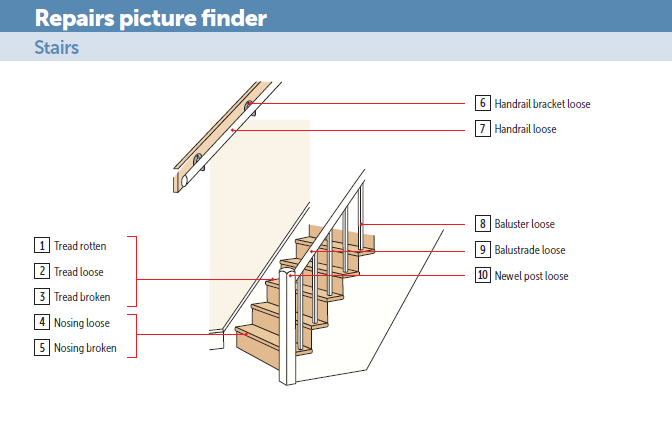 Repairs picture finder
Stairs
6 Handrail bracket loose
7 Handrail loose
1 Tread rotten
2 Tread loose
3 Tread broken
4 Nosing loose
5 Nosing broken
8 Baluster loose
9 Balustrade loose
10 Newel post loose